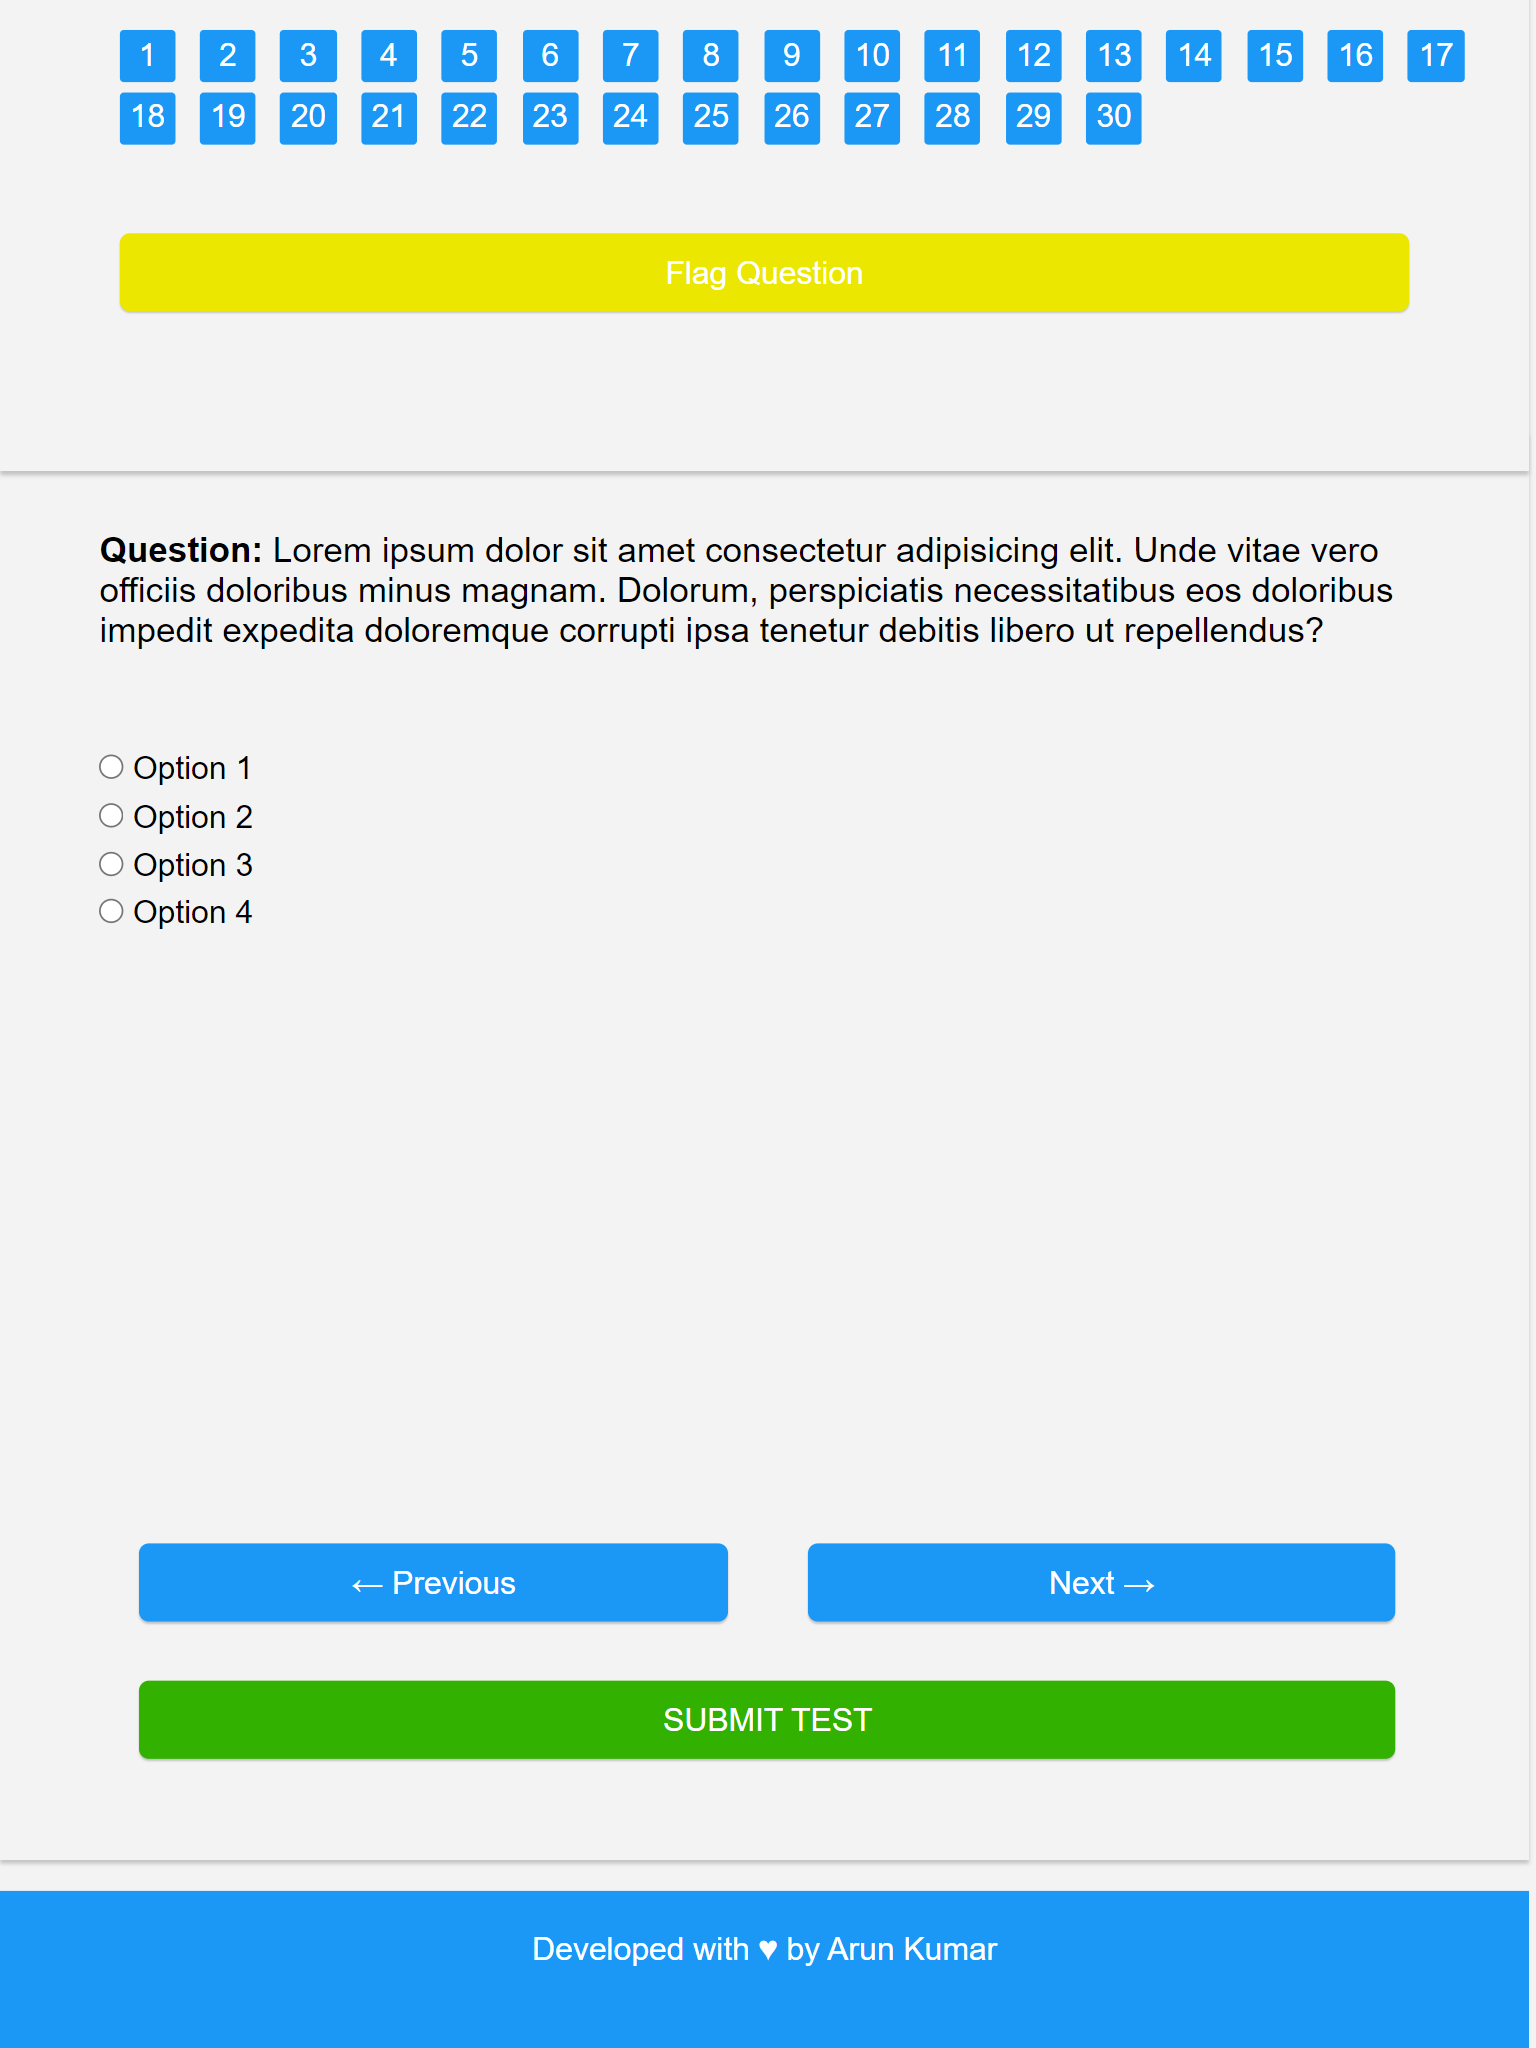 1 2 3 4 5 6 7 8 9 10 11 12 13 14 15 16 17
18 19 20 21 22 23 24 25 26 27 28 29 30
Flag Question
Question: Lorem ipsum dolor sit amet consectetur adipisicing elit. Unde vitae vero
officiis doloribus minus magnam. Dolorum, perspiciatis necessitatibus eos doloribus
impedit expedita doloremque corrupti ipsa tenetur debitis libero ut repellendus?
Option 1
Option 2
Option 3
Option 4
← Previous Next →
SUBMIT TEST
Developed with ♥ by Arun Kumar